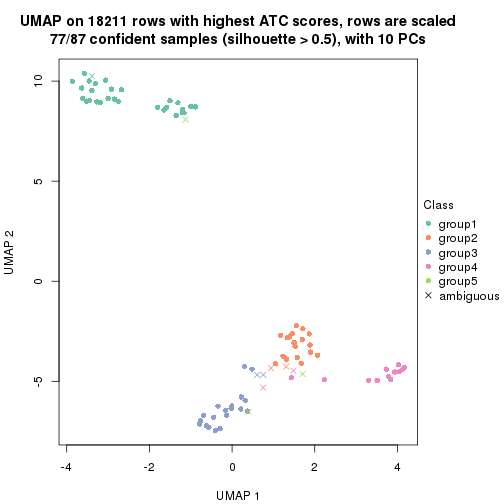 UMAP on 18211 rows with highest ATC scores, rows are scaled
77/87 confident samples (silhouette > 0.5), with 10 PCs
10
5
0
-5
UMAP 2
-4
-2
0
2
4
UMAP 1
Class
group1
group2
group3
group4
group5
ambiguous